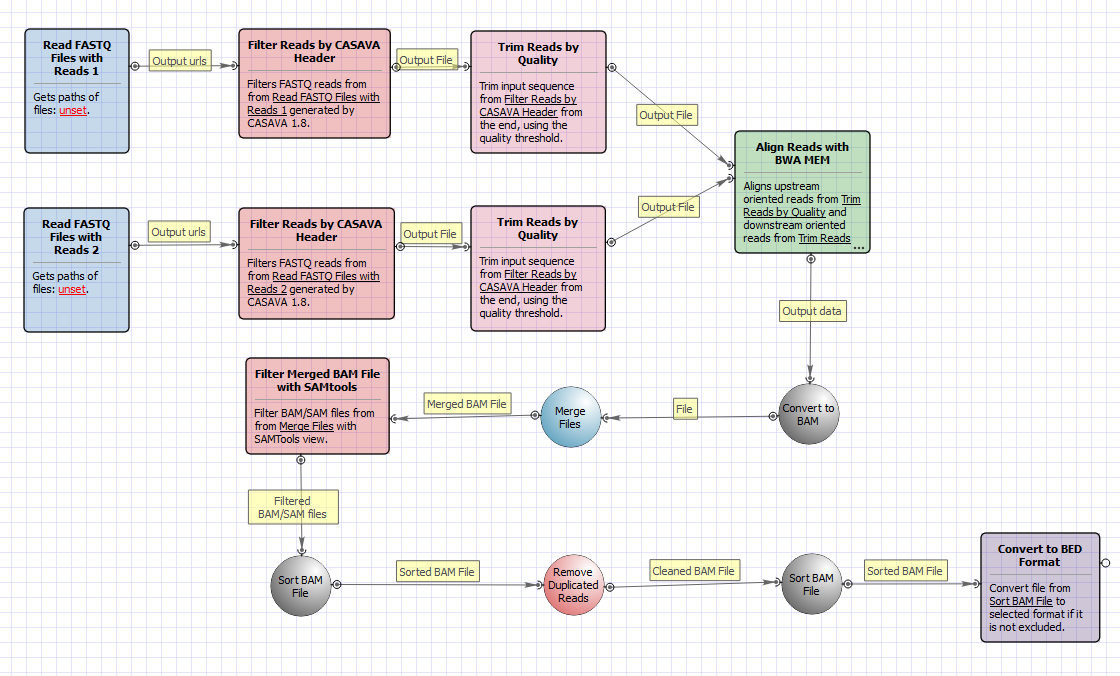 Read FASTQ
Files with
Reads 1
Gets paths of
files: unset.
Output urls
Filter Reads by CASAVA
Header
Filters FASTQ reads from
from Read FASTQ Files with
Reads 1 generated by
CASAVA 1.8.
Output File
Trim Reads by
Quality
Trim input sequence
from Filter Reads by
CASAVA Header from
the end, using the
quality threshold.
Output File
Read FASTQ
Files with
Reads 2
Gets paths of
files: unset.
Output urls
Filter Reads by CASAVA
Header
Filters FASTQ reads from
from Read FASTQ Files with
Reads 2 generated by
CASAVA 1.8.
Output File
Trim Reads by
Quality
Trim input sequence
from Filter Reads by
CASAVA Header from
the end, using the
quality threshold.
Output File
Align Reads with
BWA MEM
Aligns upstream
oriented reads from Trim
Reads by Quality and
downstream oriented
reads from Trim Reads
...
Output data
Convert to
BAM
File
Merge
Files
Merged BAM File
Filter Merged BAM File
with SAMtools
Filter BAM/SAM files from
from Merge Files with
SAMTools view.
Filtered
BAM/SAM files
Sort BAM
File
Sorted BAM File
Remove
Duplicated
Reads
Cleaned BAM File
Sort BAM
File
Sorted BAM File
Convert to BED
Format
Convert file from
Sort BAM File to
selected format if it
is not excluded.